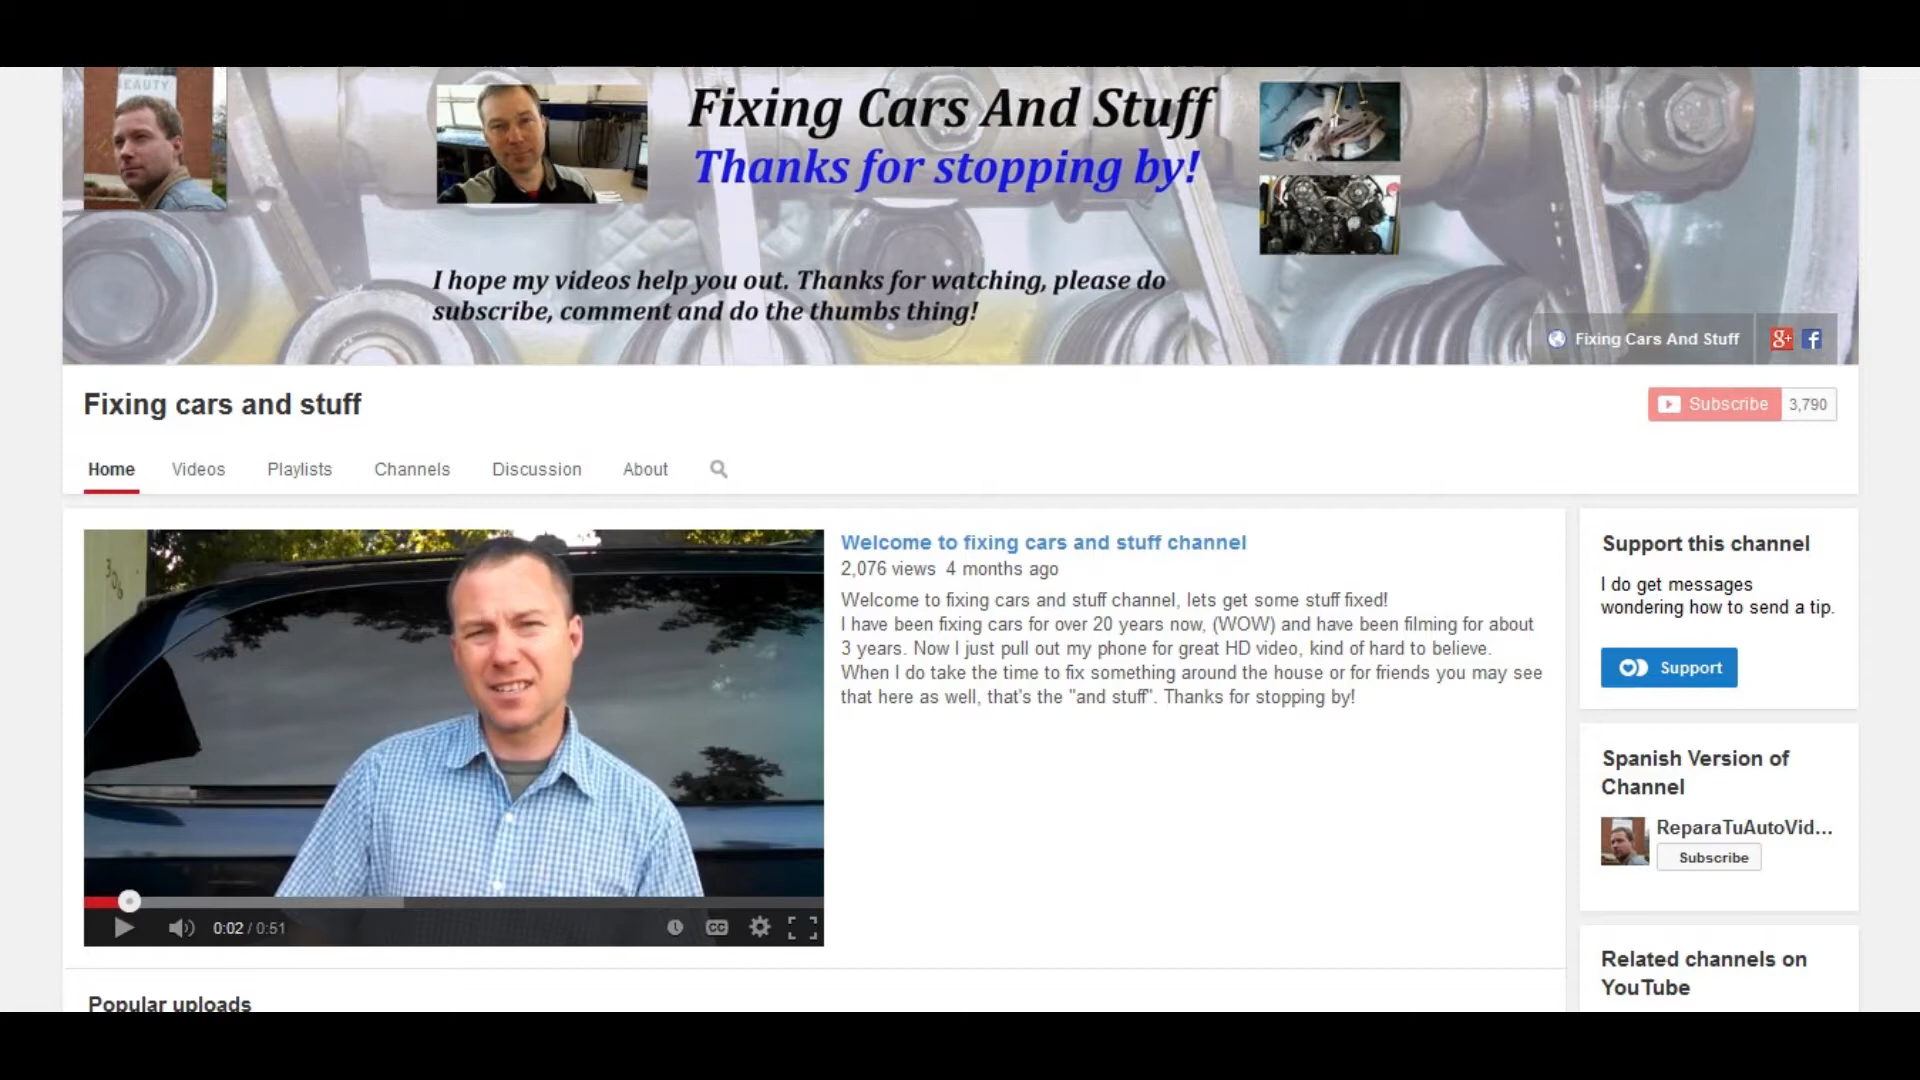 BEAUTY
Fixing Cars And Stuff
Thanks for stopping by!
I hope my videos help you out. Thanks for watching, please do
subscribe, comment and do the thumbs thing!
Fixing Cars And Stuff g+ f
Fixing cars and stuff
Subscribe 3,790
Home Videos Playlists Channels Discussion About
306
0:02 / 0:51
CC
Welcome to fixing cars and stuff channel
2,076 views 4 months ago
Welcome to fixing cars and stuff channel, lets get some stuff fixed!
I have been fixing cars for over 20 years now, (WOW) and have been filming for about
3 years. Now I just pull out my phone for great HD video, kind of hard to believe.
When I do take the time to fix something around the house or for friends you may see
that here as well, that's the "and stuff". Thanks for stopping by!
Support this channel
I do get messages
wondering how to send a tip.
Support
Spanish Version of
Channel
ReparaTuAutoVid...
Subscribe
Related channels on
YouTube
Popular uploads